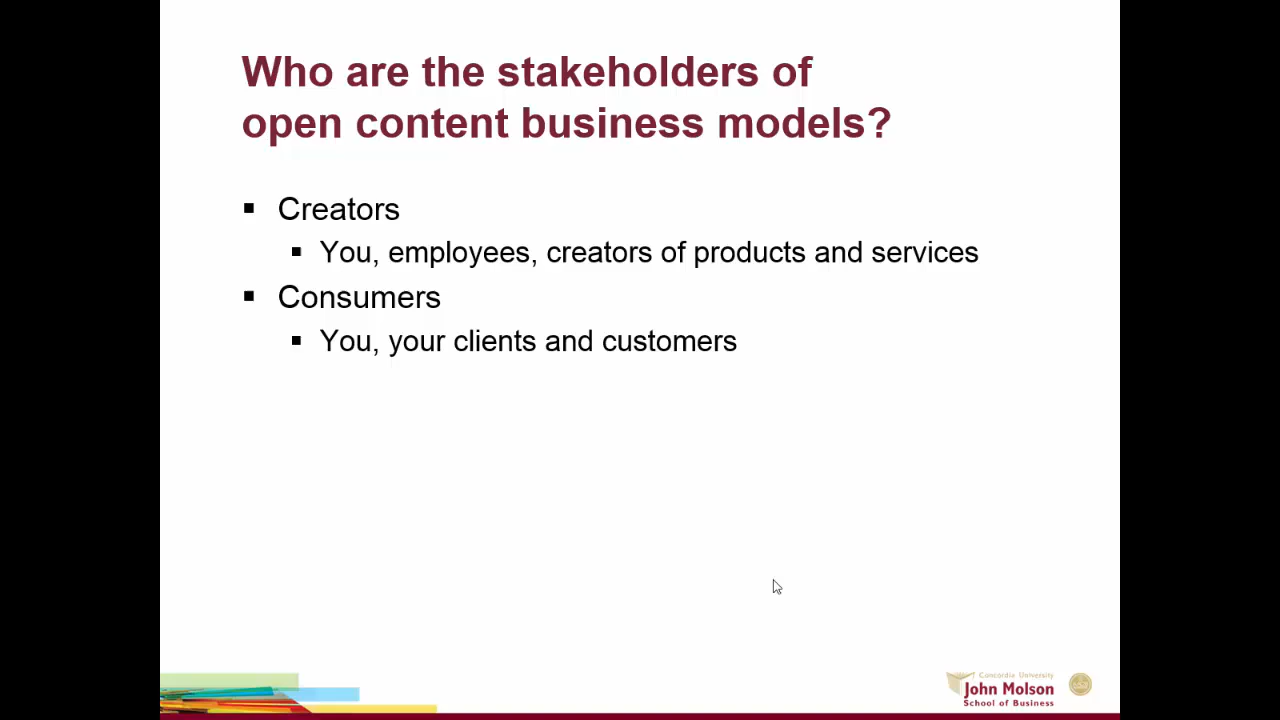 Who are the stakeholders of
open content business models?
▪ Creators
▪ You, employees, creators of products and services
▪ Consumers
▪ You, your clients and customers
Concordia University
John Molson
School of Business